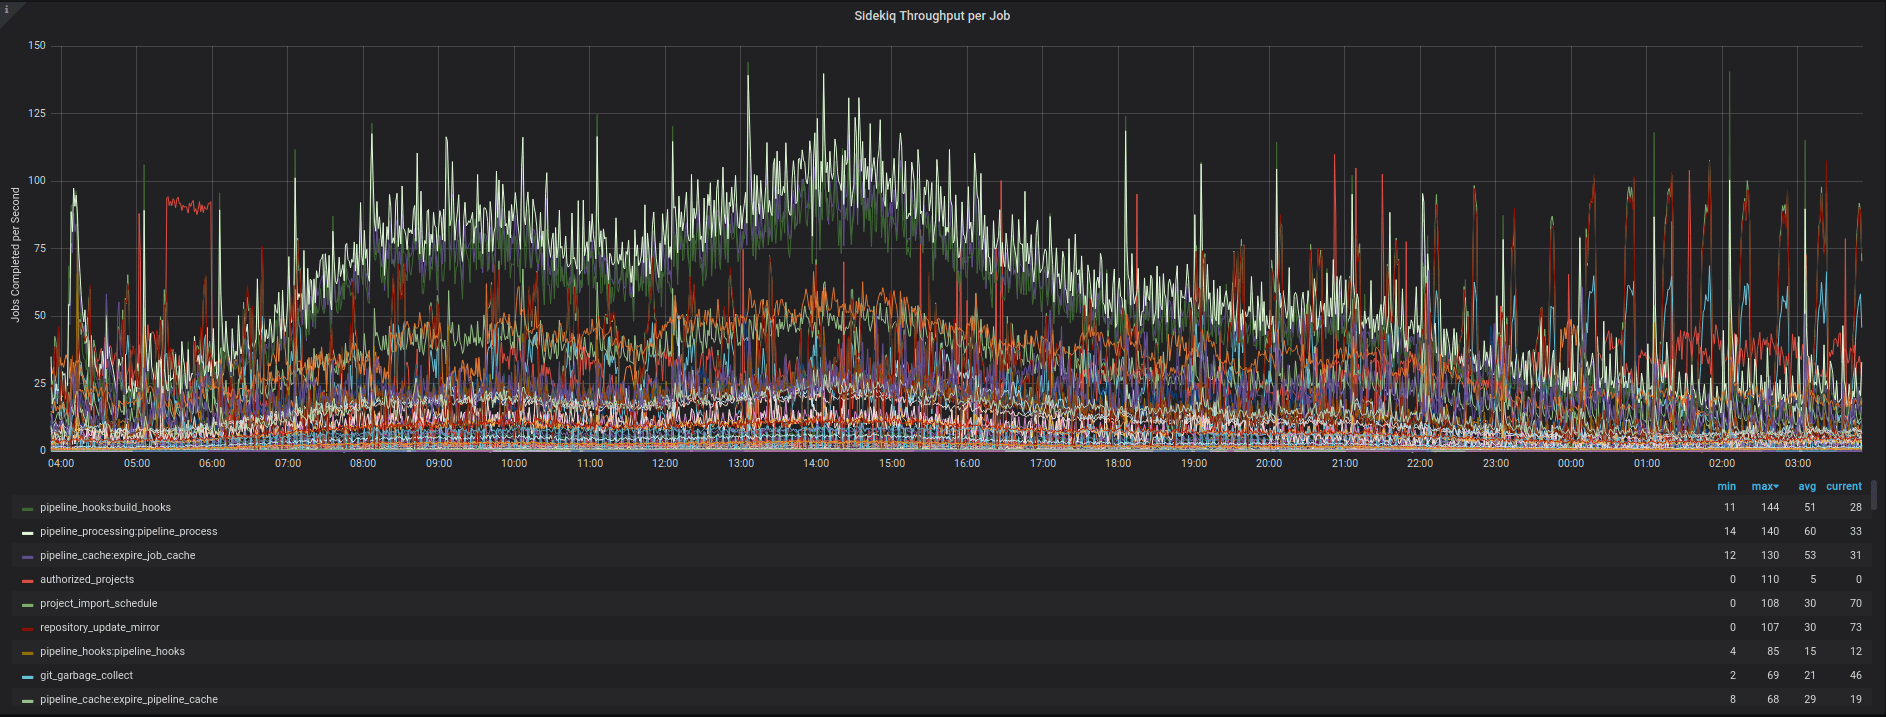 i
Sidekiq Throughput per Job
Jobs Completed per Second
150
125
100
75
50
25
0
04:00 05:00 06:00 07:00 08:00 09:00 10:00 11:00 12:00 13:00 14:00 15:00 16:00 17:00 18:00 19:00 20:00 21:00 22:00 23:00 00:00 01:00 02:00 03:00
min max avg current
pipeline_hooks:build_hooks 11 144 51 28
pipeline_processing:pipeline_process 14 140 60 33
pipeline_cache:expire_job_cache 12 130 53 31
authorized_projects 0 110 5 0
project_import_schedule 0 108 30 70
repository_update_mirror 0 107 30 73
pipeline_hooks:pipeline_hooks 4 85 15 12
git_garbage_collect 2 69 21 46
pipeline_cache:expire_pipeline_cache 8 68 29 19